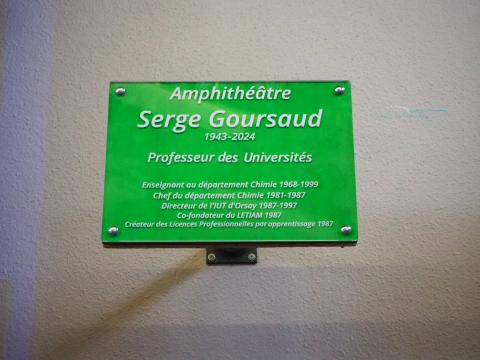 Amphithéâtre
Serge Goursaud
1943-2024
Professeur des Universités
Enseignant au département Chimie 1968-1999
Chef du département Chimie 1981-1987
Directeur de l'IUT d'Orsay 1987-1997
Co-fondateur du LETIAM 1987
Créateur des Licences Professionnelles par apprentissage 1987